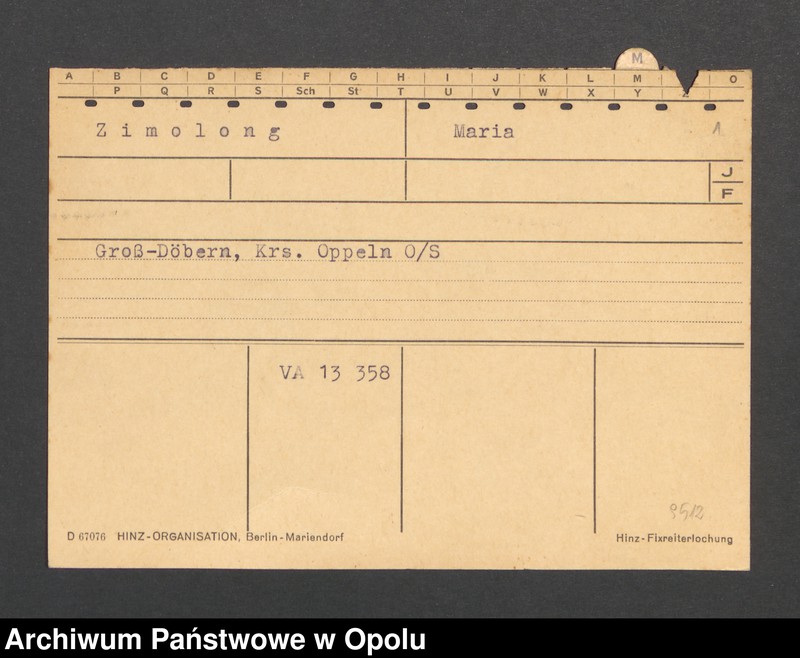 M
A B C D E F G H I J K L M O
P Q R S Sch St T U V W X Y Z
Zimolong Maria 1
J
F
Groß-Döbern, Krs. Oppeln O/S
VA 13 358
9512
D 67076 HINZ-ORGANISATION, Berlin-Mariendorf Hinz-Fixreiterlochung
Archiwum Państwowe w Opolu